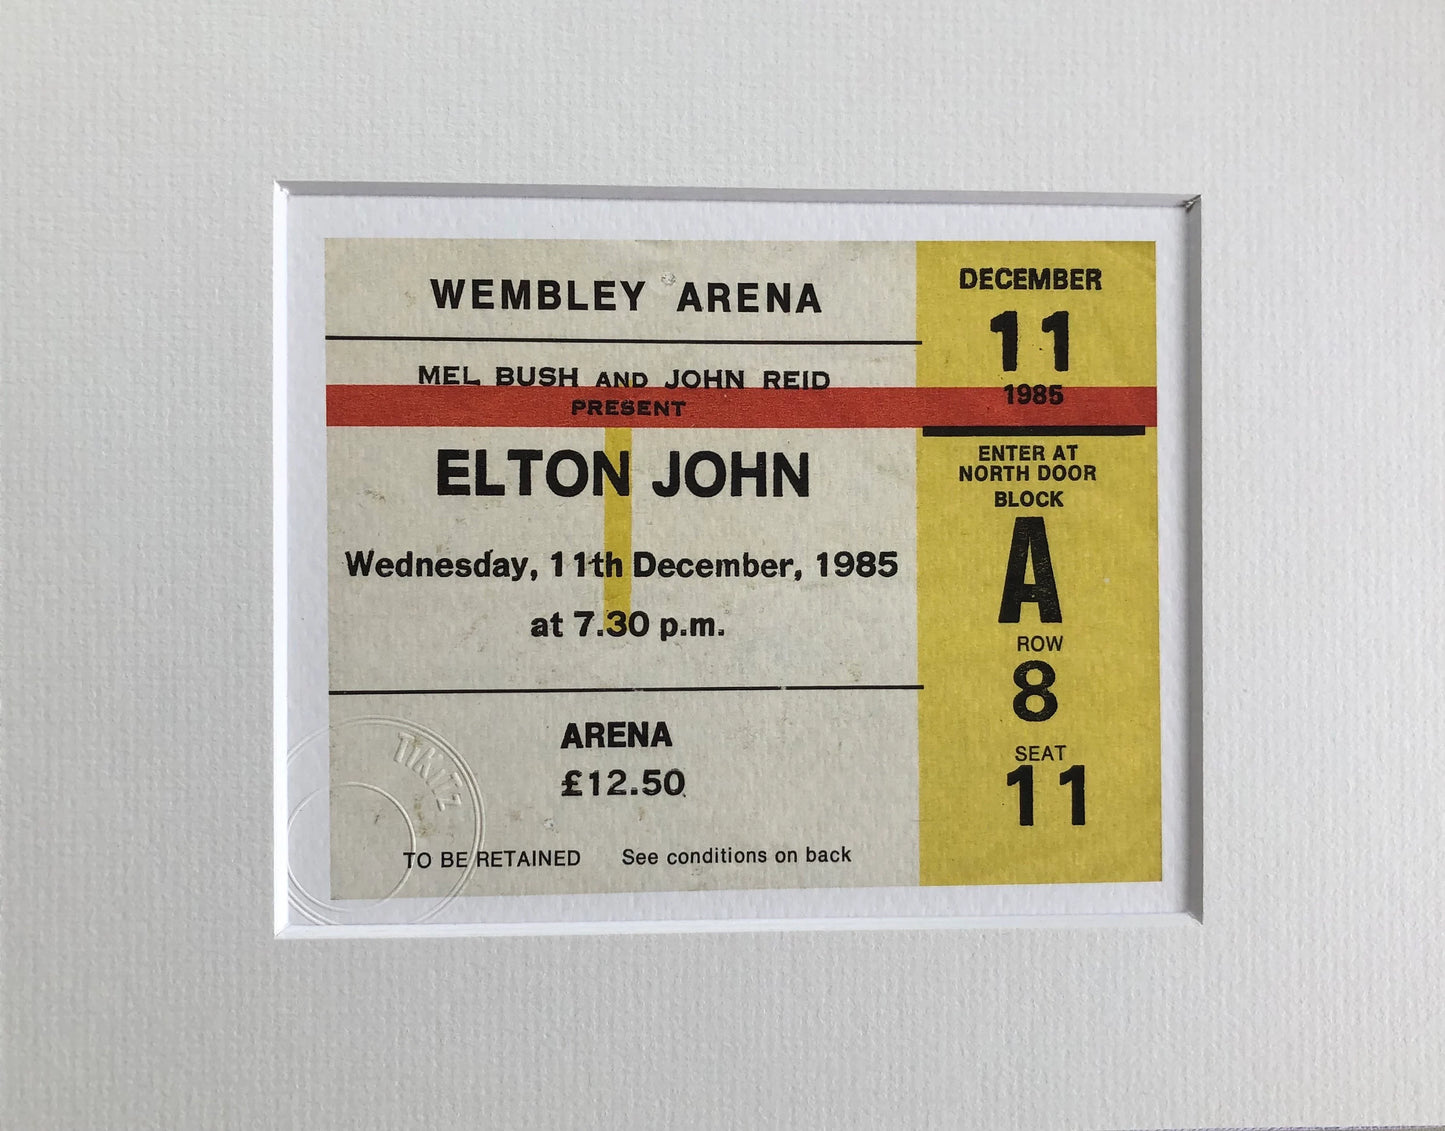 WEMBLEY ARENA
MEL BUSH AND JOHN REID
PRESENT
ELTON JOHN
Wednesday, 11th December, 1985
at 7.30 p.m.
ARENA
£12.50
TO BE RETAINED See conditions on back
TIKITZ
DECEMBER
11
1985
ENTER AT
NORTH DOOR
BLOCK
A
ROW
8
SEAT
11